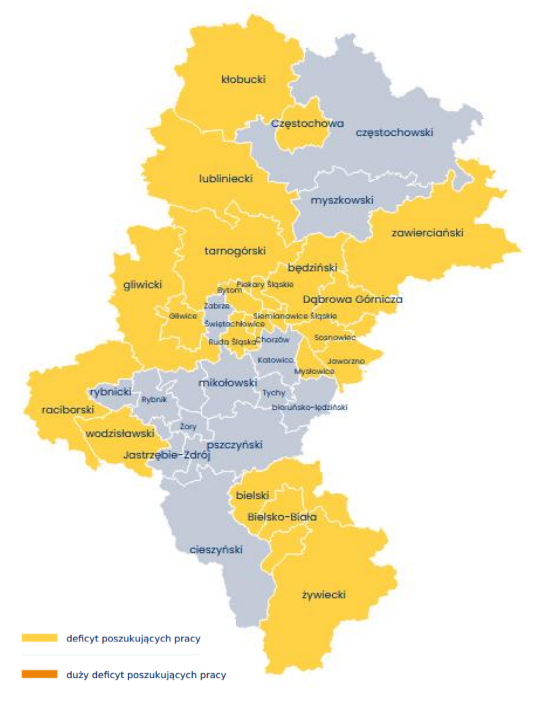 kłobucki
Częstochowa
częstochowski
lubliniecki
myszkowski
zawierciański
tarnogórski
będziński
gliwicki
Piekary Śląskie
Bytom
Dąbrowa Górnicza
Zabrze
Gliwice
Siemianowice Śląskie
Świętochłowice
Sosnowiec
Ruda Śląska
Chorzów
Katowice
Jaworzno
Mysłowice
mikołowski
rybnicki
Tychy
Rybnik
raciborski
bieruńsko-lędziński
Żory
wodzisławski
pszczyński
Jastrzębie-Zdrój
bielski
Bielsko-Biała
cieszyński
żywiecki
deficyt poszukujących pracy
duży deficyt poszukujących pracy